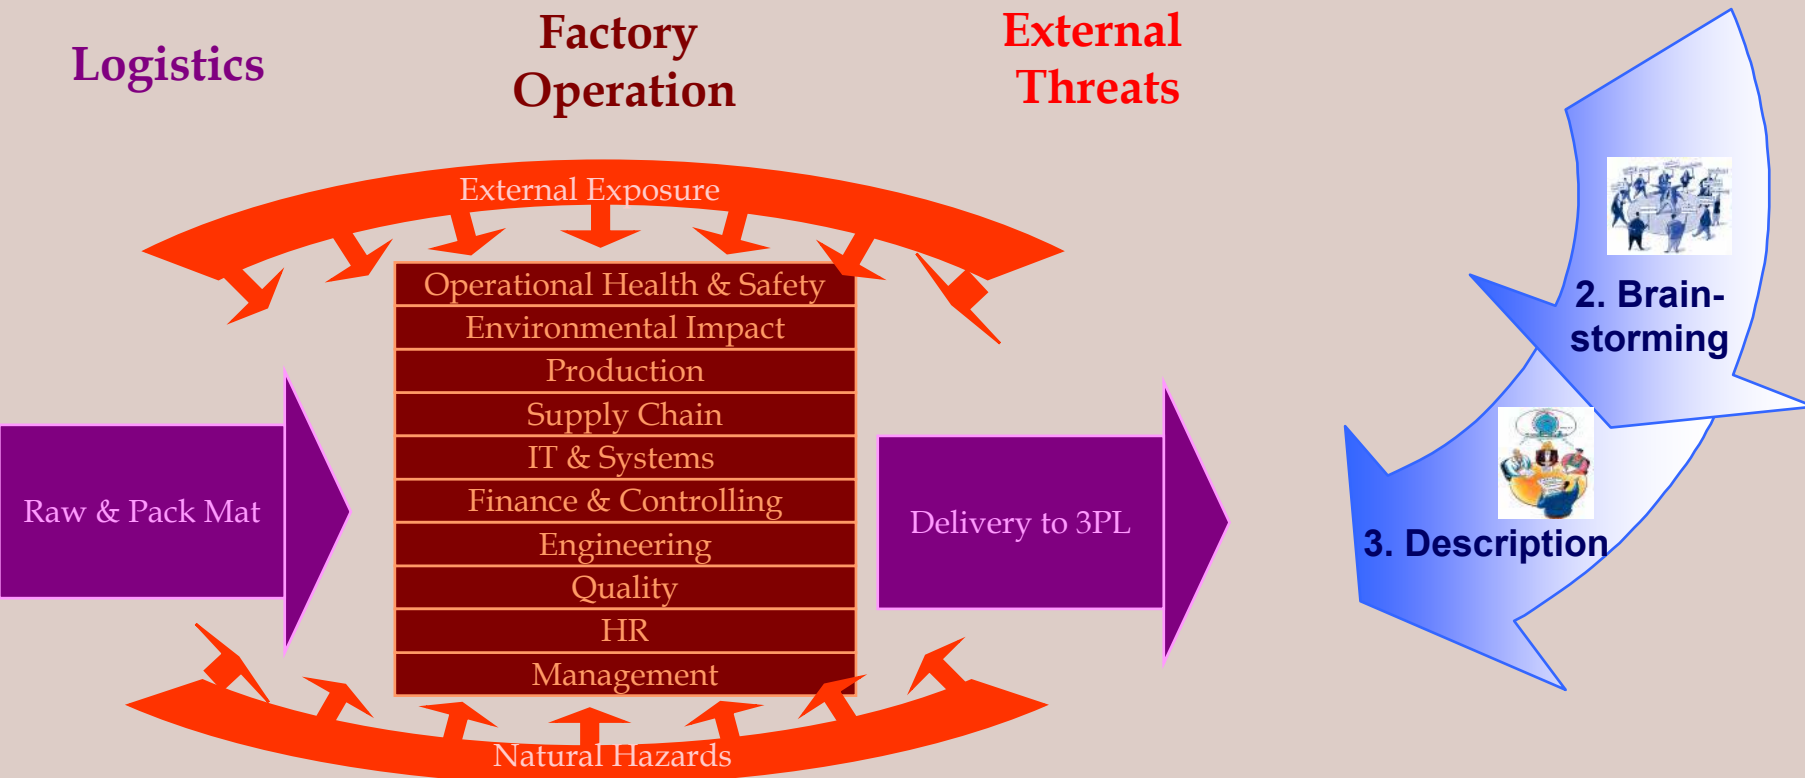 Logistics
Factory
Operation
External
Threats
External Exposure
Operational Health & Safety
Environmental Impact
Production
Supply Chain
IT & Systems
Finance & Controlling
Engineering
Quality
HR
Management
Raw & Pack Mat
Delivery to 3PL
Natural Hazards
2. Brain-
storming
3. Description